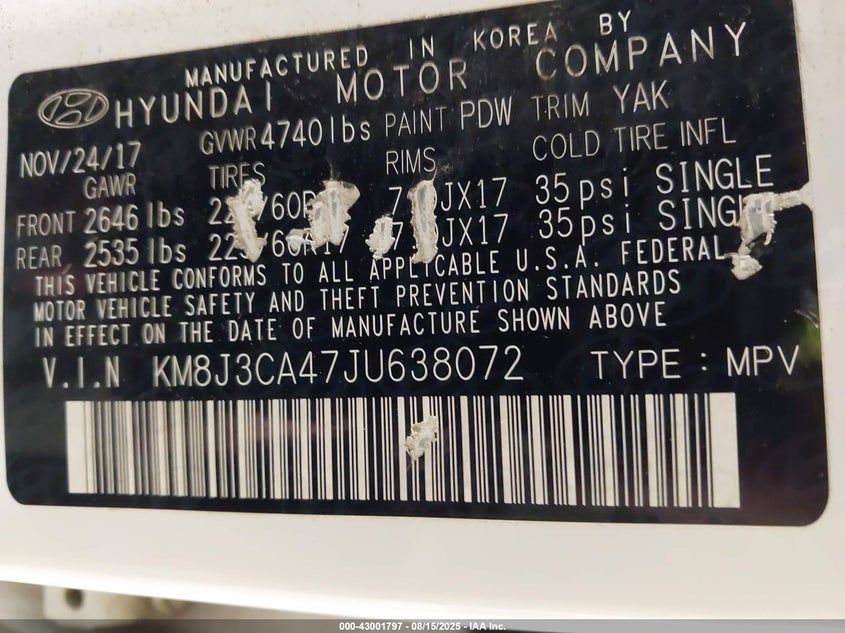 MANUFACTURED IN KOREA BY
HYUNDAI MOTOR COMPANY
NOV/24/17 GVWR 4740 lbs PAINT PDW TRIM YAK
GAWR TIRES RIMS COLD TIRE INFL
FRONT 2646 lbs JX17 35 psi SINGLE
REAR 2535 lbs JX17 35 psi
THIS VEHICLE CONFORMS TO ALL APPLICABLE U.S.A. FEDERAL
MOTOR VEHICLE SAFETY AND THEFT PREVENTION STANDARDS
IN EFFECT ON THE DATE OF MANUFACTURE SHOWN ABOVE
V.I.N KM8J3CA47JU638072 TYPE : MPV
000-43001797 - 08/15/2025 - IAA Inc.